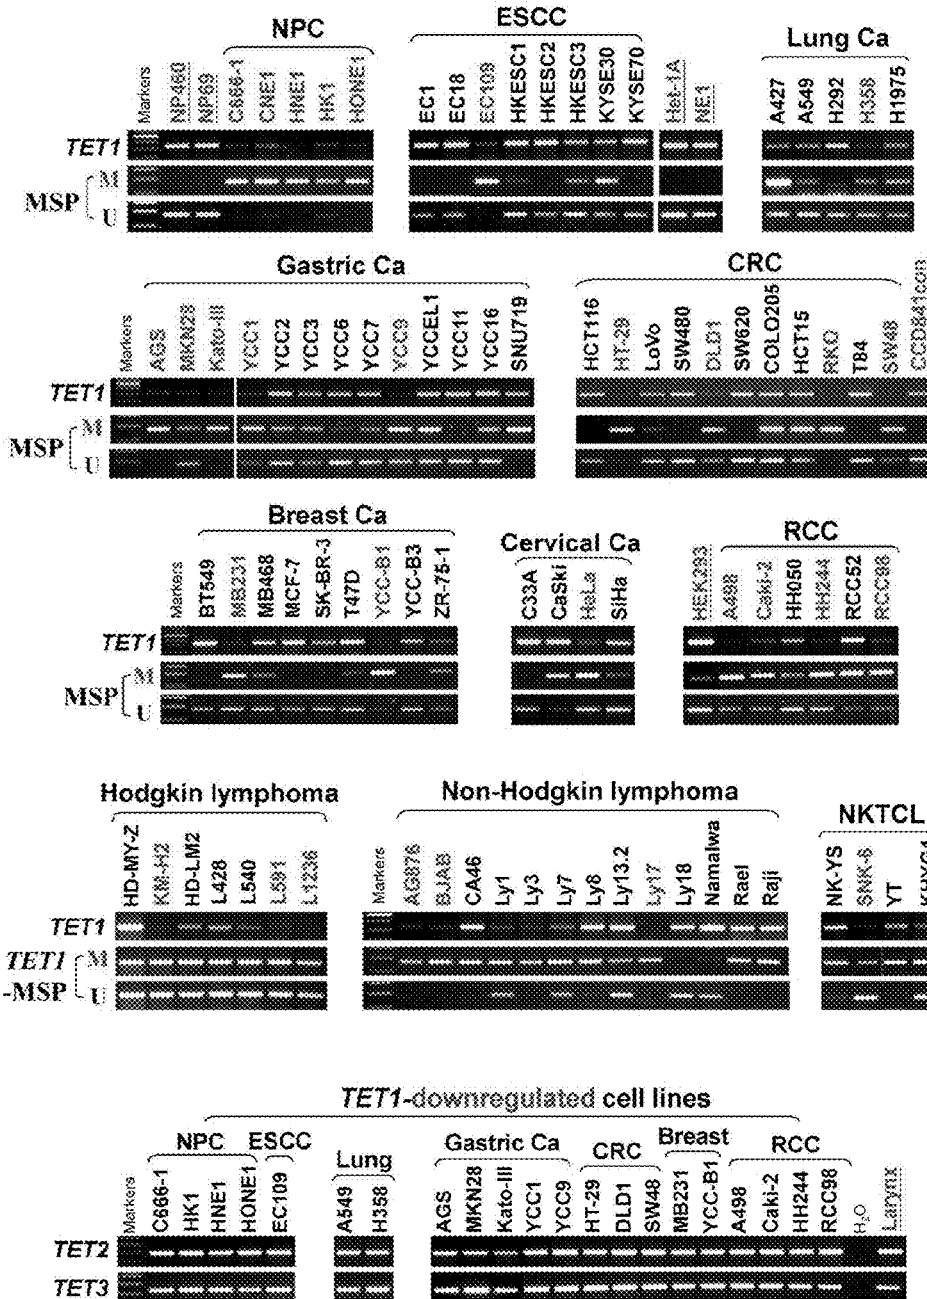 NPC
ESCC
Lung Ca
Markers NP460 NP69 C666-1 CNE1 HNE1 HK1 HONE1
EC1 EC18 EC109 HKESC1 HKESC2 HKESC3 KYSE30 KYSE70 Het-1A NE1
A427 A549 H292 H358 H1975
TET1
MSP M
U
Gastric Ca
CRC
Markers AGS MKN28 Kato-III YCC1 YCC2 YCC3 YCC6 YCC7 YCC9 YCCEL1 YCC11 YCC16 SNU719
HCT116 HT-29 LoVo SW480 DLD1 SW620 COLO205 HCT15 RKO T84 SW48 CCD841con
TET1
MSP M
U
Breast Ca
Cervical Ca
RCC
Markers BT549 MB231 MB468 MCF-7 SK-BR-3 T47D YCC-B1 YCC-B3 ZR-75-1
C33A CaSki HeLa SiHa
HEK293 A498 Caki-2 HH050 HH244 RCC52 RCC98
TET1
MSP M
U
Hodgkin lymphoma
Non-Hodgkin lymphoma
NKTCL
HD-MY-Z KM-H2 HD-LM2 L428 L540 L591 L1236
Markers AG876 BJAB CA46 Ly1 Ly3 Ly7 Ly8 Ly13.2 Ly17 Ly18 Namalwa Rael Raji
NK-YS SNK-6 YT
TET1
TET1 M
-MSP U
TET1-downregulated cell lines
NPC
ESCC
Lung
Gastric Ca
CRC
Breast
RCC
Markers C666-1 HK1 HNE1 HONE1 EC109
A549 H358
AGS MKN28 Kato-III YCC1 YCC9 HT-29 DLD1 SW48 MB231 YCC-B1 A498 Caki-2 HH244 RCC98 H₂O Larynx
TET2
TET3